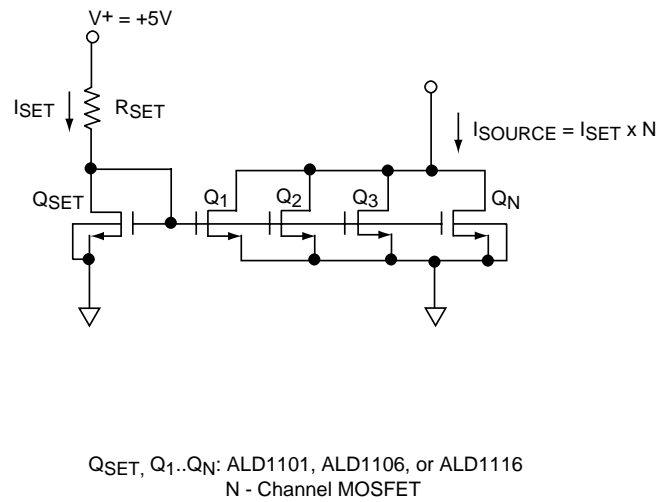 V+ = +5V
ISET
RSET
ISOURCE = ISET x N
QSET
Q1
Q2
Q3
QN
QSET, Q1..QN: ALD1101, ALD1106, or ALD1116
N - Channel MOSFET